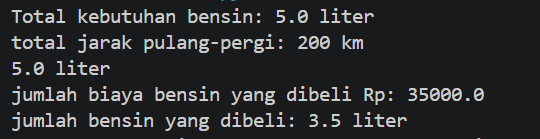 Total kebutuhan bensin: 5.0 liter
total jarak pulang-pergi: 200 km
5.0 liter
jumlah biaya bensin yang dibeli Rp: 35000.0
jumlah bensin yang dibeli: 3.5 liter